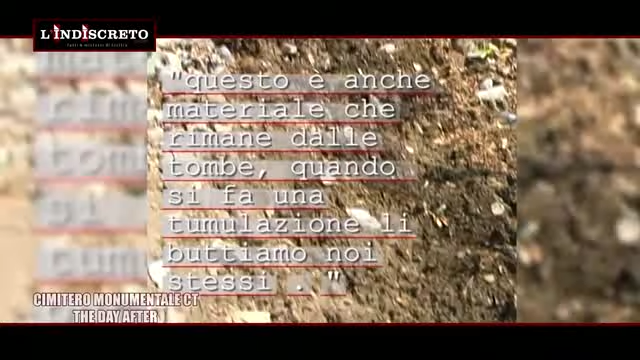 L'INDISCRETO
"questo e anche
materiale che
rimane dalle
tombe, quando
si fa una
tumulazione li
buttiamo noi
stessi . "
CIMITERO MONUMENTALE CT
THE DAY AFTER